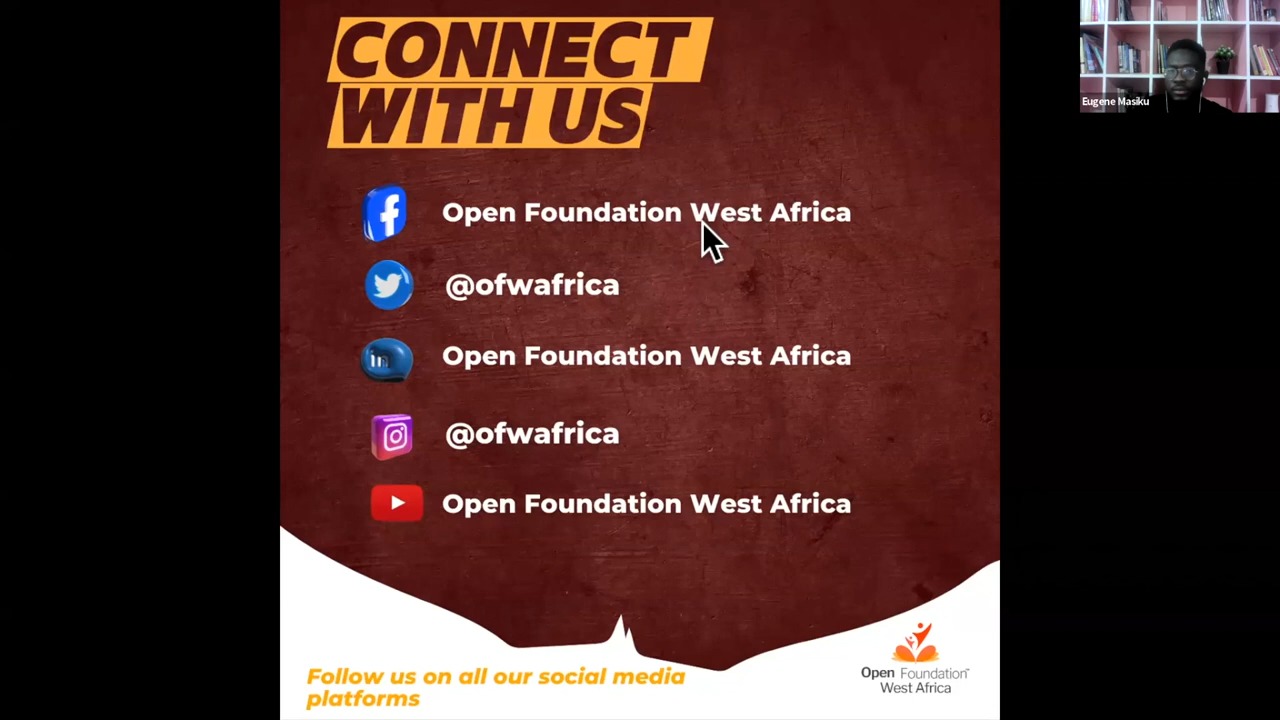 CONNECT
WITH US
Eugene Masiku
Open Foundation West Africa
@ofwafrica
in
Open Foundation West Africa
@ofwafrica
Open Foundation West Africa
Follow us on all our social media
platforms
Open Foundation
West Africa